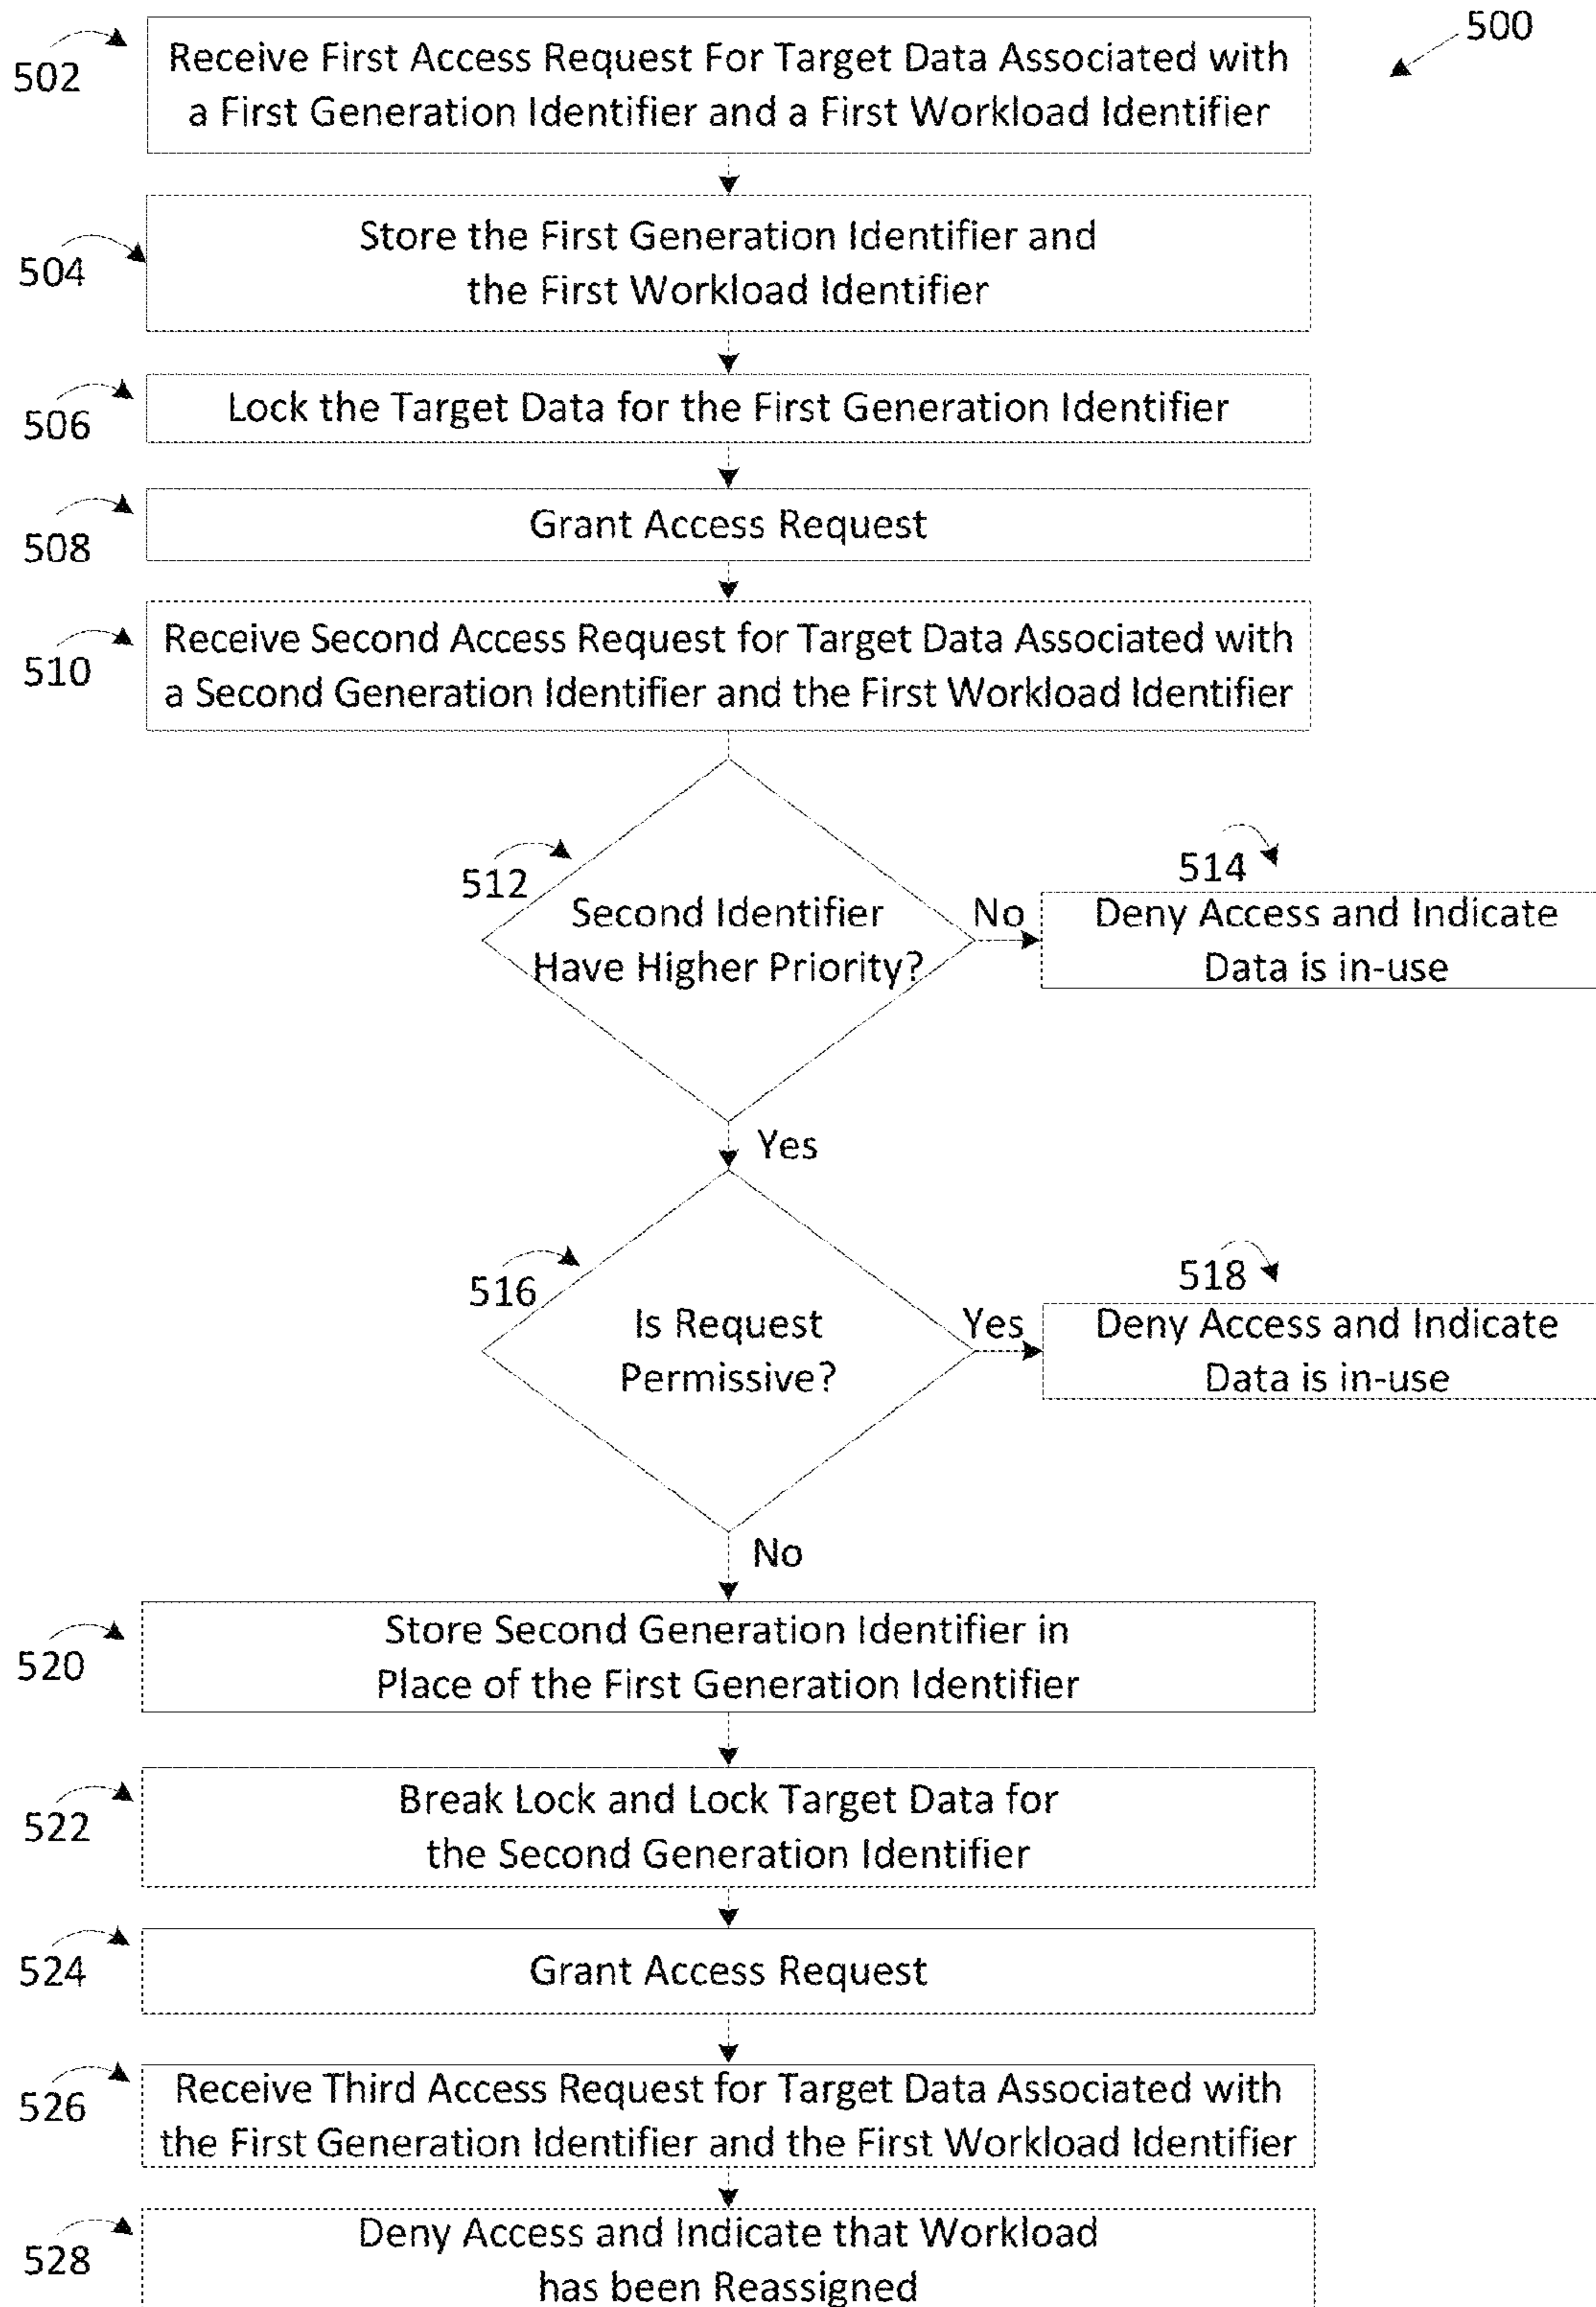 500
502
Receive First Access Request For Target Data Associated with
a First Generation Identifier and a First Workload Identifier
504
Store the First Generation Identifier and
the First Workload Identifier
506
Lock the Target Data for the First Generation Identifier
508
Grant Access Request
510
Receive Second Access Request for Target Data Associated with
a Second Generation Identifier and the First Workload Identifier
512
Second Identifier
Have Higher Priority?
No
514
Deny Access and Indicate
Data is in-use
Yes
516
Is Request
Permissive?
Yes
518
Deny Access and Indicate
Data is in-use
No
520
Store Second Generation Identifier in
Place of the First Generation Identifier
522
Break Lock and Lock Target Data for
the Second Generation Identifier
524
Grant Access Request
526
Receive Third Access Request for Target Data Associated with
the First Generation Identifier and the First Workload Identifier
528
Deny Access and Indicate that Workload
has been Reassigned